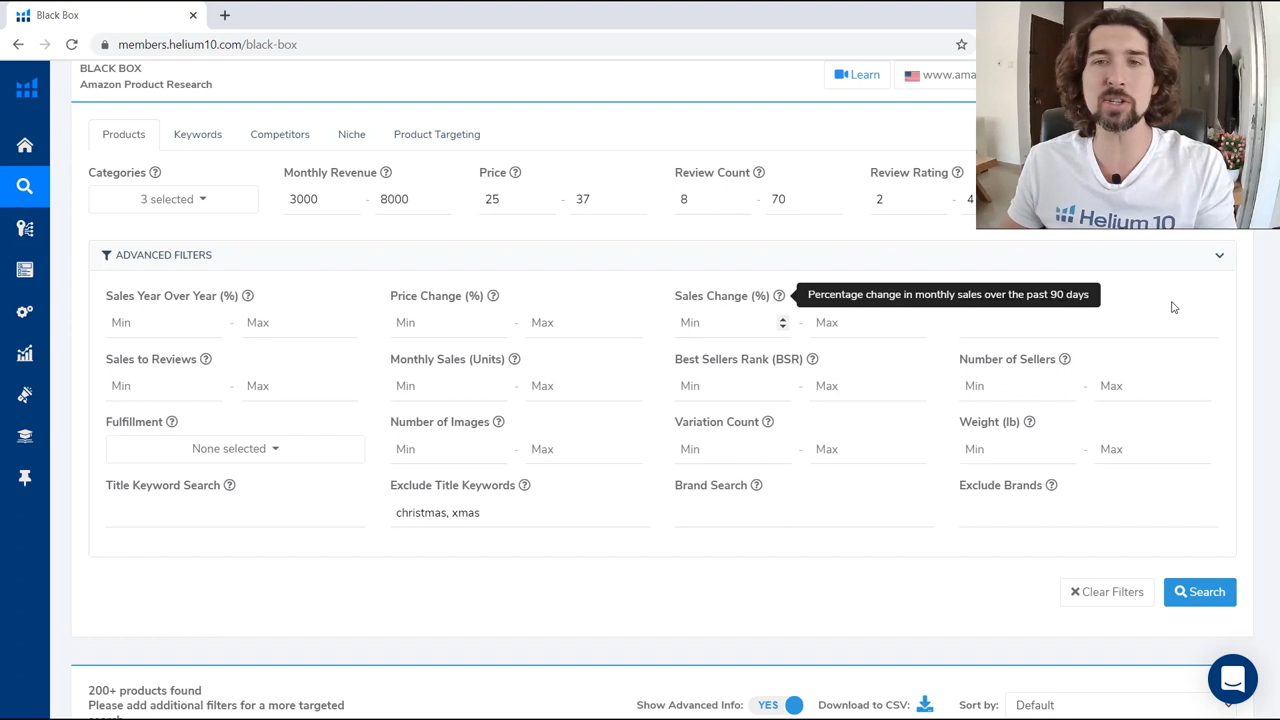 Black Box
members.helium10.com/black-box
BLACK BOX
Amazon Product Research
Learn
www.ama
Products Keywords Competitors Niche Product Targeting
Categories Monthly Revenue Price Review Count Review Rating
3 selected 3000 - 8000 25 - 37 8 - 70 2 - 4
Helium 10
ADVANCED FILTERS
Sales Year Over Year (%) Price Change (%) Sales Change (%) Percentage change in monthly sales over the past 90 days
Min - Max Min - Max Min - Max
Sales to Reviews Monthly Sales (Units) Best Sellers Rank (BSR) Number of Sellers
Min - Max Min - Max Min - Max Min - Max
Fulfillment Number of Images Variation Count Weight (lb)
None selected Min - Max Min - Max Min - Max
Title Keyword Search Exclude Title Keywords Brand Search Exclude Brands
christmas, xmas
Clear Filters Search
200+ products found
Please add additional filters for a more targeted
Show Advanced Info: YES Download to CSV: Sort by: Default
search